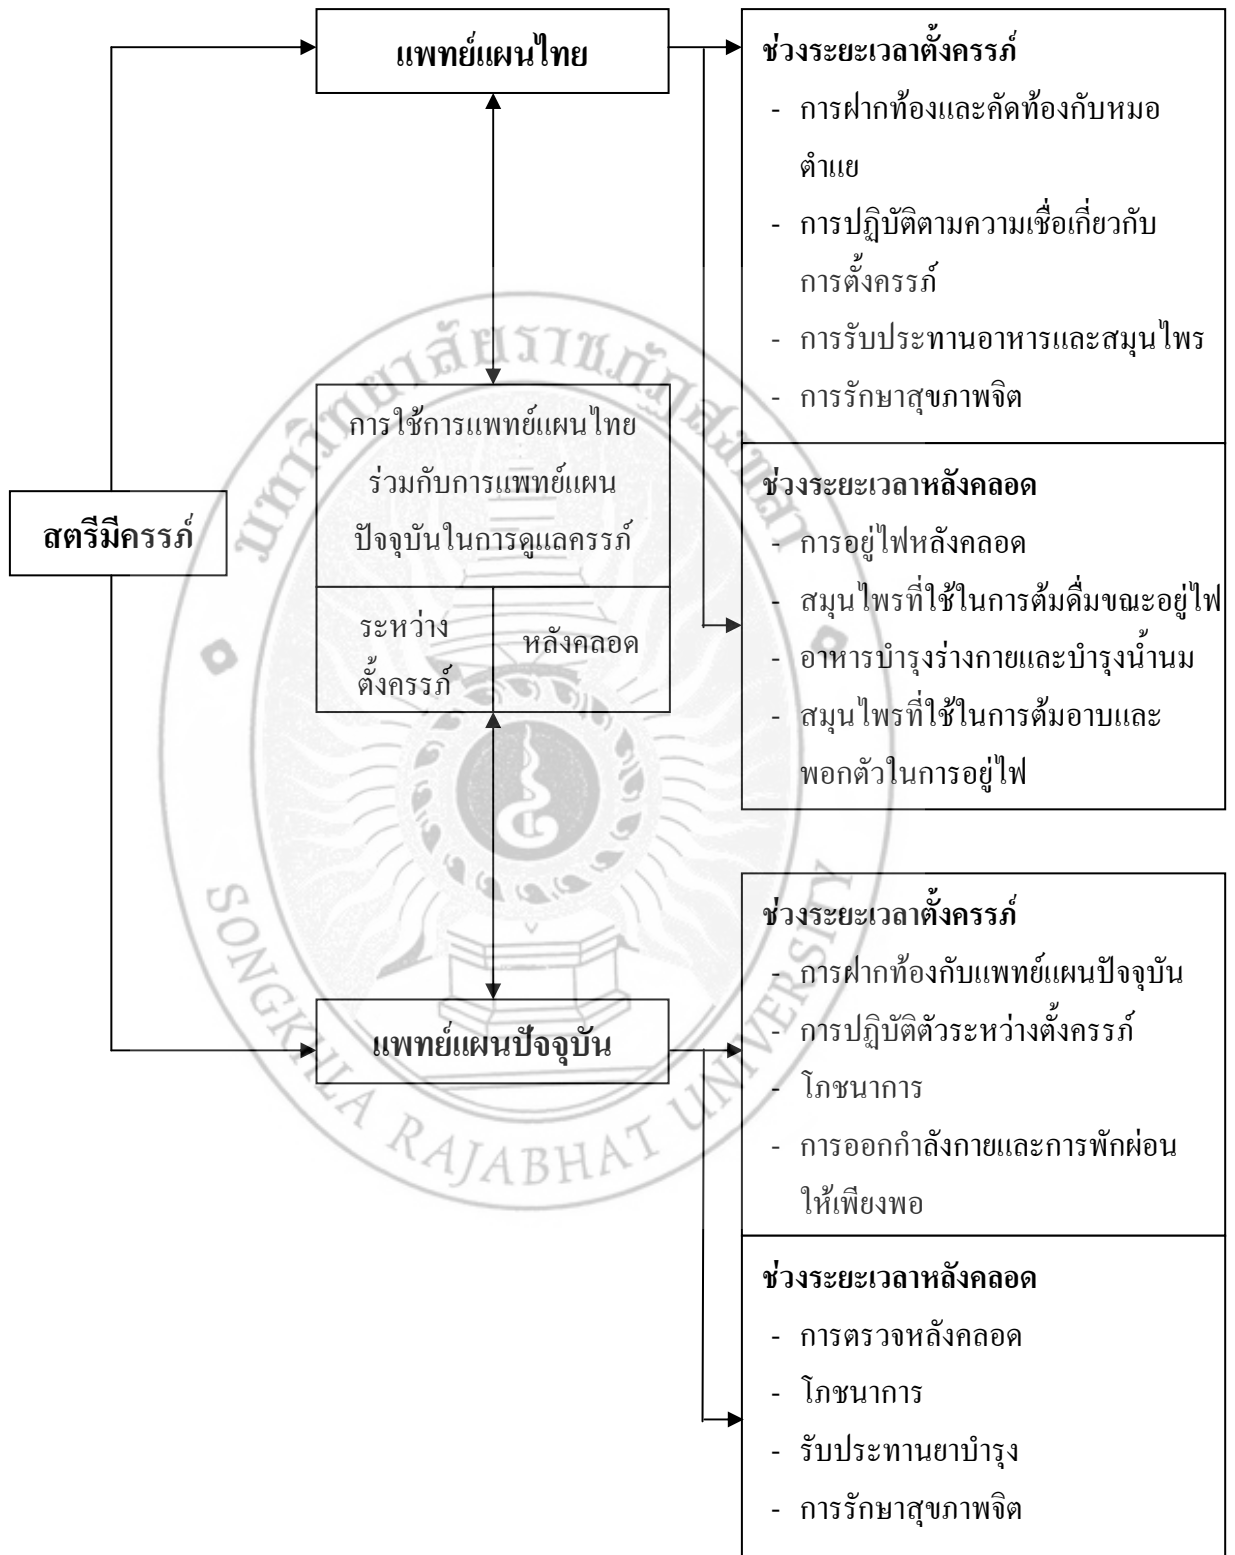 แพทย์แผนไทย
ช่วงระยะเวลาตั้งครรภ์
- การฝากท้องและคัดท้องกับหมอ
ตำแย
- การปฏิบัติตามความเชื่อเกี่ยวกับ
การตั้งครรภ์
- การรับประทานอาหารและสมุนไพร
- การรักษาสุขภาพจิต
ช่วงระยะเวลาหลังคลอด
- การอยู่ไฟหลังคลอด
- สมุนไพรที่ใช้ในการต้มดื่มขณะอยู่ไฟ
- อาหารบำรุงร่างกายและบำรุงน้ำนม
- สมุนไพรที่ใช้ในการต้มอาบและ
พอกตัวในการอยู่ไฟ
การใช้การแพทย์แผนไทย
ร่วมกับการแพทย์แผน
ปัจจุบันในการดูแลครรภ์
ระหว่าง
ตั้งครรภ์
หลังคลอด
สตรีมีครรภ์
แพทย์แผนปัจจุบัน
ช่วงระยะเวลาตั้งครรภ์
- การฝากท้องกับแพทย์แผนปัจจุบัน
- การปฏิบัติตัวระหว่างตั้งครรภ์
- โภชนาการ
- การออกกำลังกายและการพักผ่อน
ให้เพียงพอ
ช่วงระยะเวลาหลังคลอด
- การตรวจหลังคลอด
- โภชนาการ
- รับประทานยาบำรุง
- การรักษาสุขภาพจิต
มหาวิทยาลัยราชภัฏสงขลา
SONGKHLA RAJABHAT UNIVERSITY